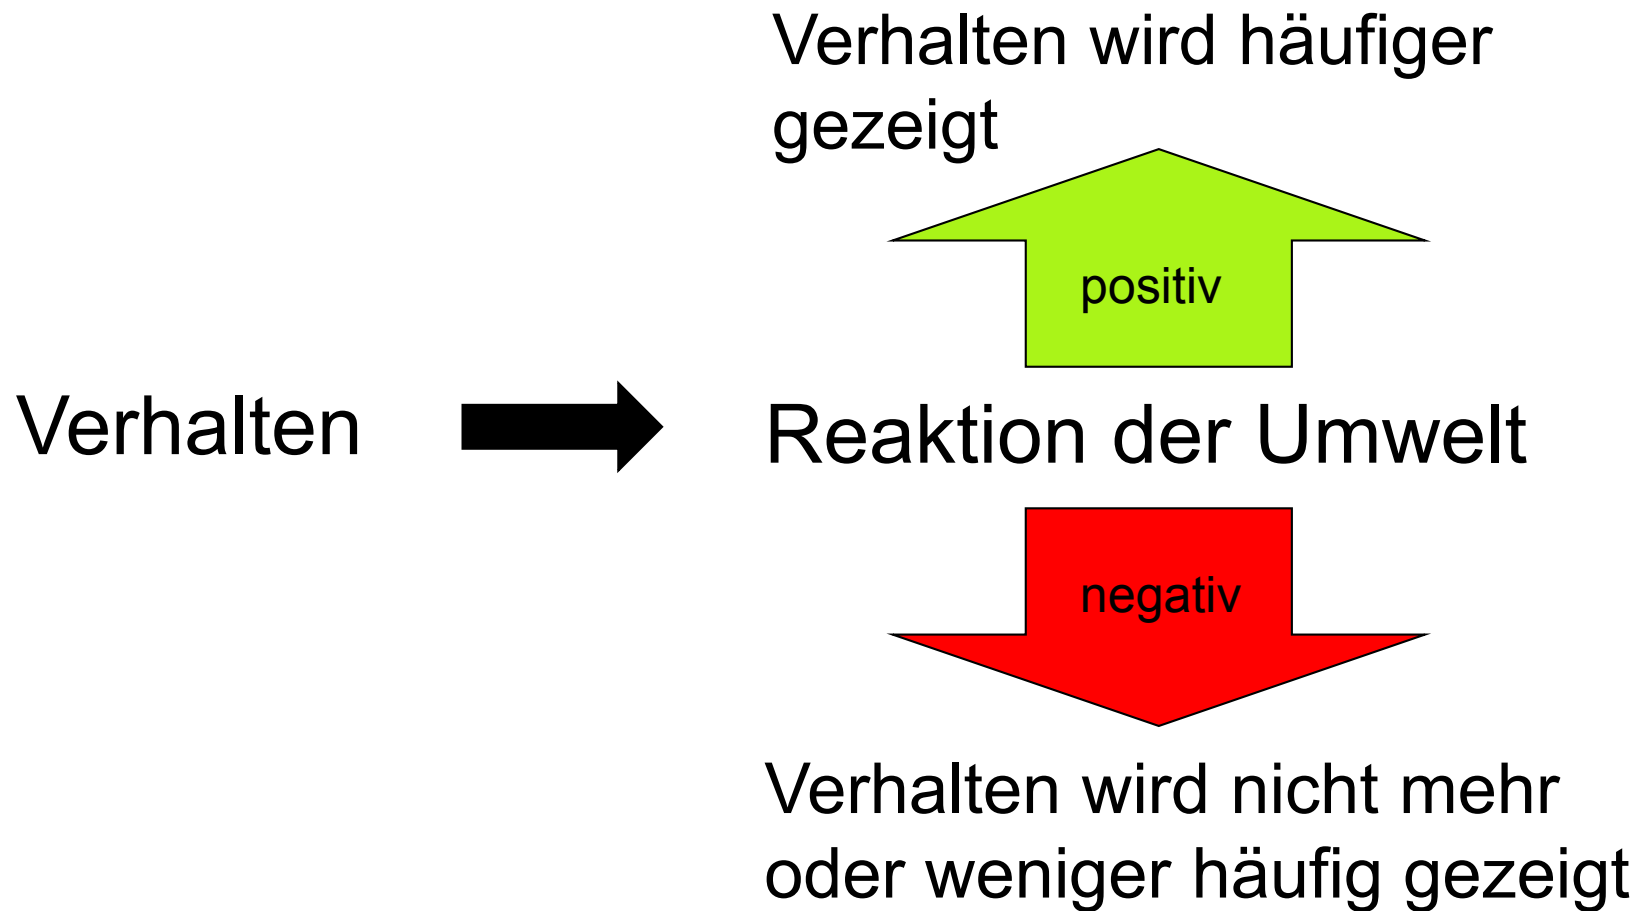 Verhalten wird häufiger
gezeigt
positiv
Verhalten
Reaktion der Umwelt
negativ
Verhalten wird nicht mehr
oder weniger häufig gezeigt